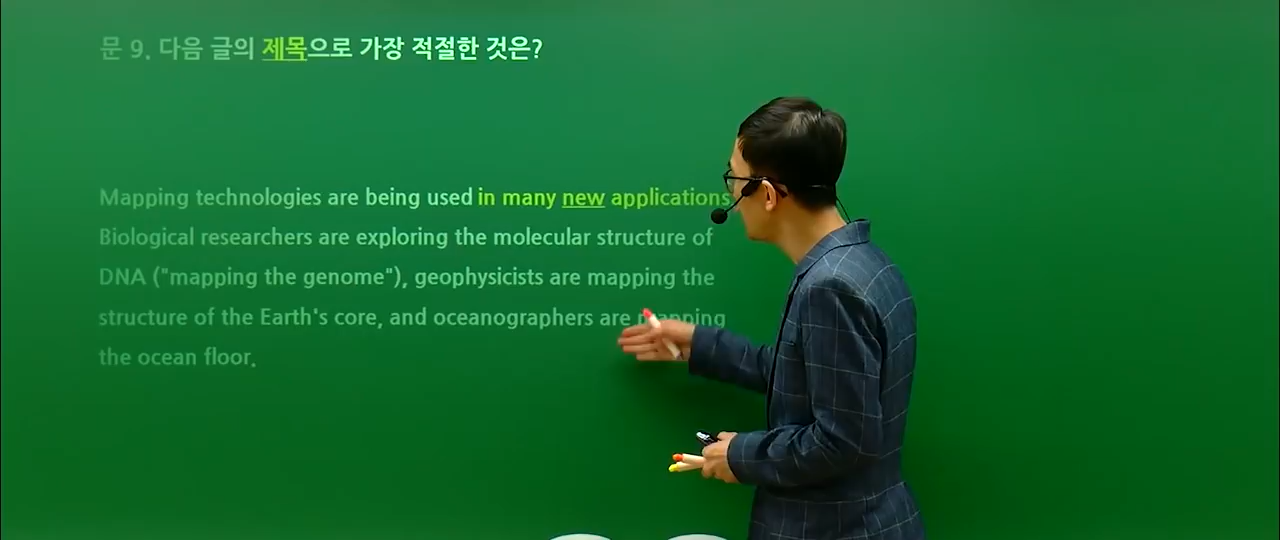 문 9. 다음 글의 제목으로 가장 적절한 것은?
Mapping technologies are being used in many new applications
Biological researchers are exploring the molecular structure of
DNA ("mapping the genome"), geophysicists are mapping the
structure of the Earth's core, and oceanographers are mapping
the ocean floor.